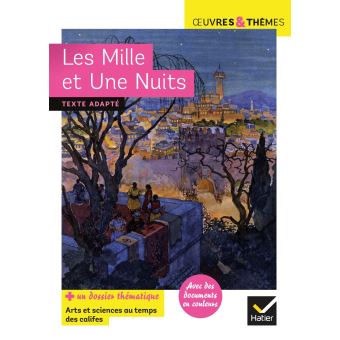 ŒUVRES & THÈMES
Les Mille
et Une Nuits
TEXTE ADAPTÉ
+ un dossier thématique
Arts et sciences au temps
des califes
Avec des
documents
en couleurs
Hatier